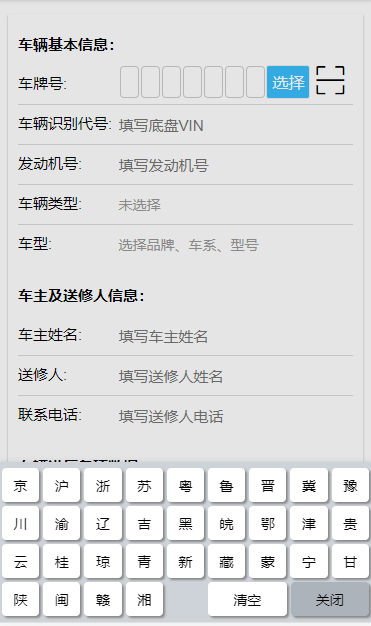 车辆基本信息:
车牌号: 选择
车辆识别代号: 填写底盘VIN
发动机号: 填写发动机号
车辆类型: 未选择
车型: 选择品牌、车系、型号
车主及送修人信息:
车主姓名: 填写车主姓名
送修人: 填写送修人姓名
联系电话: 填写送修人电话
京 沪 浙 苏 粤 鲁 晋 冀 豫
川 渝 辽 吉 黑 皖 鄂 津 贵
云 桂 琼 青 新 藏 蒙 宁 甘
陕 闽 赣 湘 清空 关闭